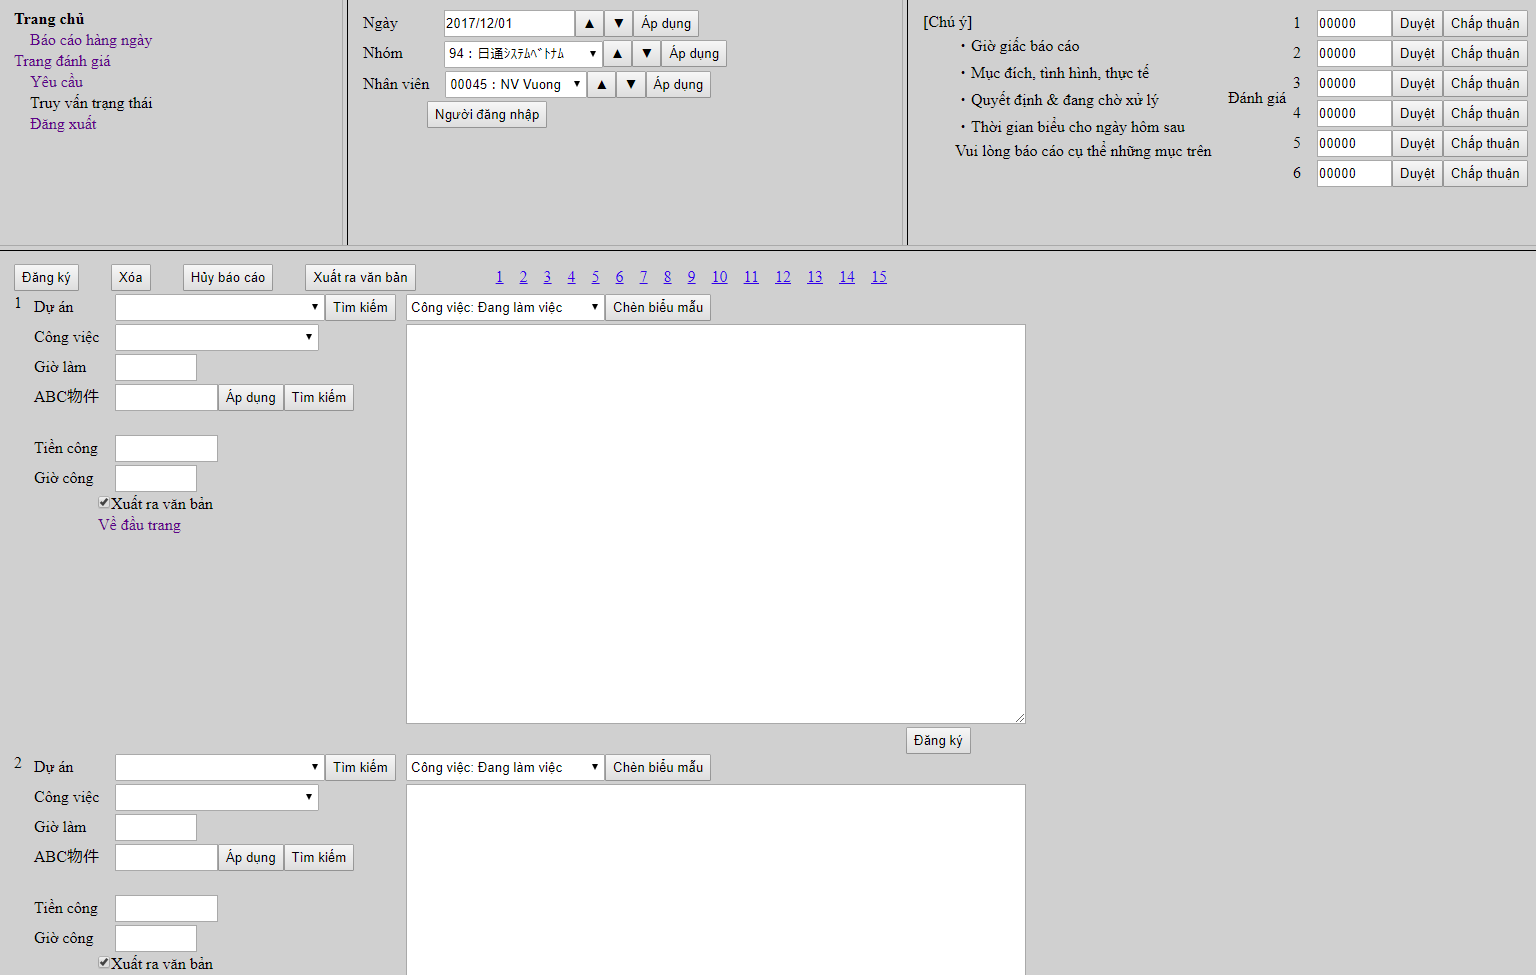 Trang chủ
Báo cáo hàng ngày
Trang đánh giá
Yêu cầu
Truy vấn trạng thái
Đăng xuất
Ngày 2017/12/01 ▲ ▼ Áp dụng
Nhóm 94 : 日通ｼｽﾃﾑﾍﾞﾄﾅﾑ ▼ ▲ ▼ Áp dụng
Nhân viên 00045 : NV Vuong ▼ ▲ ▼ Áp dụng
Người đăng nhập
[Chú ý]
・Giờ giấc báo cáo
・Mục đích, tình hình, thực tế
・Quyết định & đang chờ xử lý
・Thời gian biểu cho ngày hôm sau
Vui lòng báo cáo cụ thể những mục trên
Đánh giá
1 00000 Duyệt Chấp thuận
2 00000 Duyệt Chấp thuận
3 00000 Duyệt Chấp thuận
4 00000 Duyệt Chấp thuận
5 00000 Duyệt Chấp thuận
6 00000 Duyệt Chấp thuận
Đăng ký Xóa Hủy báo cáo Xuất ra văn bản 1 2 3 4 5 6 7 8 9 10 11 12 13 14 15
1 Dự án ▼ Tìm kiếm Công việc: Đang làm việc ▼ Chèn biểu mẫu
Công việc ▼
Giờ làm
ABC物件 Áp dụng Tìm kiếm
Tiền công
Giờ công
Xuất ra văn bản
Về đầu trang
Đăng ký
2 Dự án ▼ Tìm kiếm Công việc: Đang làm việc ▼ Chèn biểu mẫu
Công việc ▼
Giờ làm
ABC物件 Áp dụng Tìm kiếm
Tiền công
Giờ công
Xuất ra văn bản